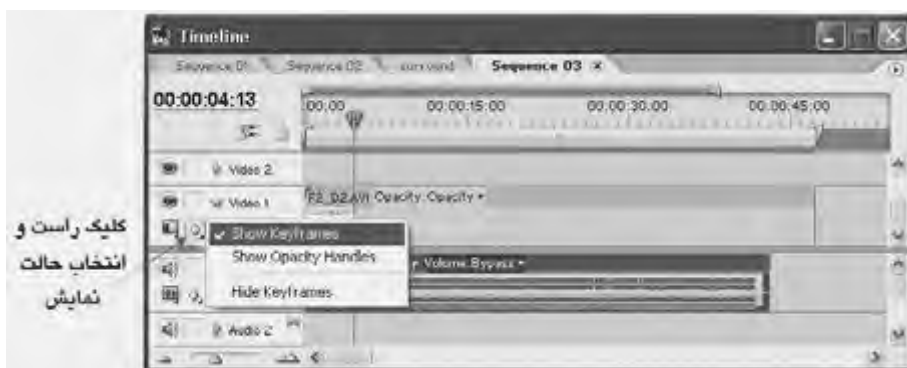 Timeline
Sequence 01 Sequence 02 Sequence 03 ×
00:00:04:13
00:00 00:00:15:00 00:00:30:00 00:00:45:00
Video 2
Video 1
F2_D2.AVI Opacity:Opacity
Show Keyframes
Show Opacity Handles
Hide Keyframes
Volume:Bypass
Audio 2
کلیک راست و
انتخاب حالت
نمایش